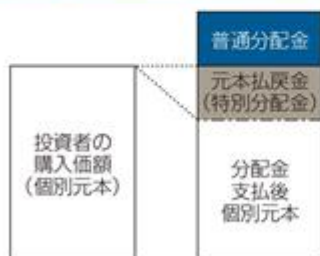 普通分配金
元本払戻金
(特別分配金)
投資者の
購入価額
(個別元本)
分配金
支払後
個別元本